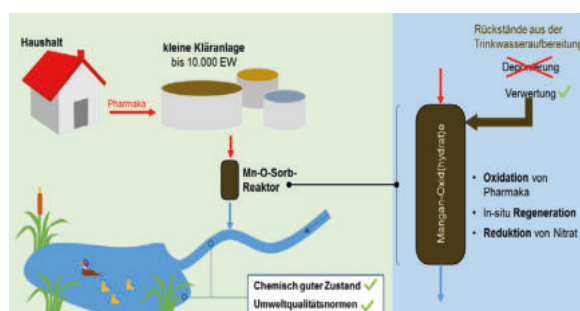 Haushalt
kleine Kläranlage
bis 10.000 EW
Pharmaka
Mn-O-Sorb-
Reaktor
Chemisch guter Zustand
Umweltqualitätsnormen
Rückstände aus der
Trinkwasseraufbereitung
Deponierung
Verwertung
Mangan-Oxid(hydrat)e
• Oxidation von
Pharmaka
• In-situ Regeneration
• Reduktion von Nitrat